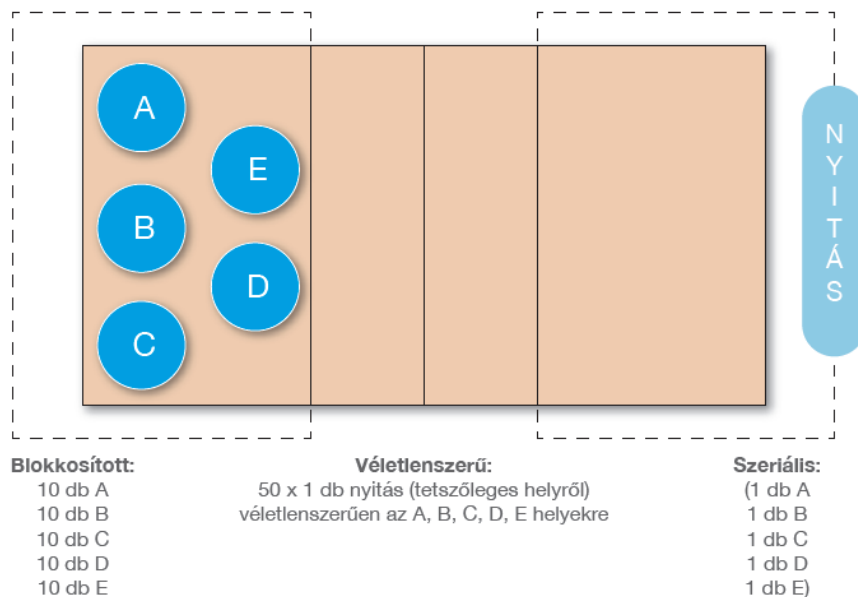 A
E
B
D
C
NYITÁS
Blokkosított:
10 db A
10 db B
10 db C
10 db D
10 db E
Véletlenszerű:
50 x 1 db nyitás (tetszőleges helyről)
véletlenszerűen az A, B, C, D, E helyekre
Szeriális:
(1 db A
1 db B
1 db C
1 db D
1 db E)